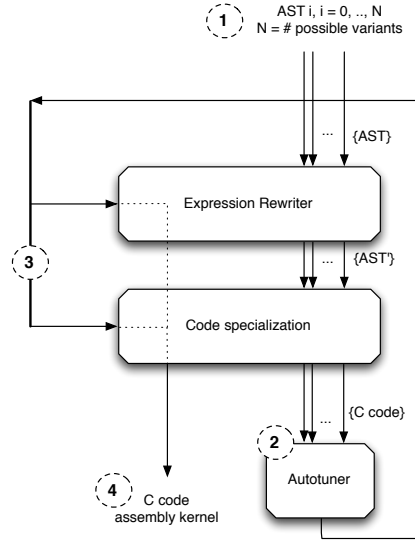 1
AST i, i = 0, .., N
N = # possible variants
... {AST}
Expression Rewriter
... {AST'}
3
Code specialization
... {C code}
2
Autotuner
4
C code
assembly kernel